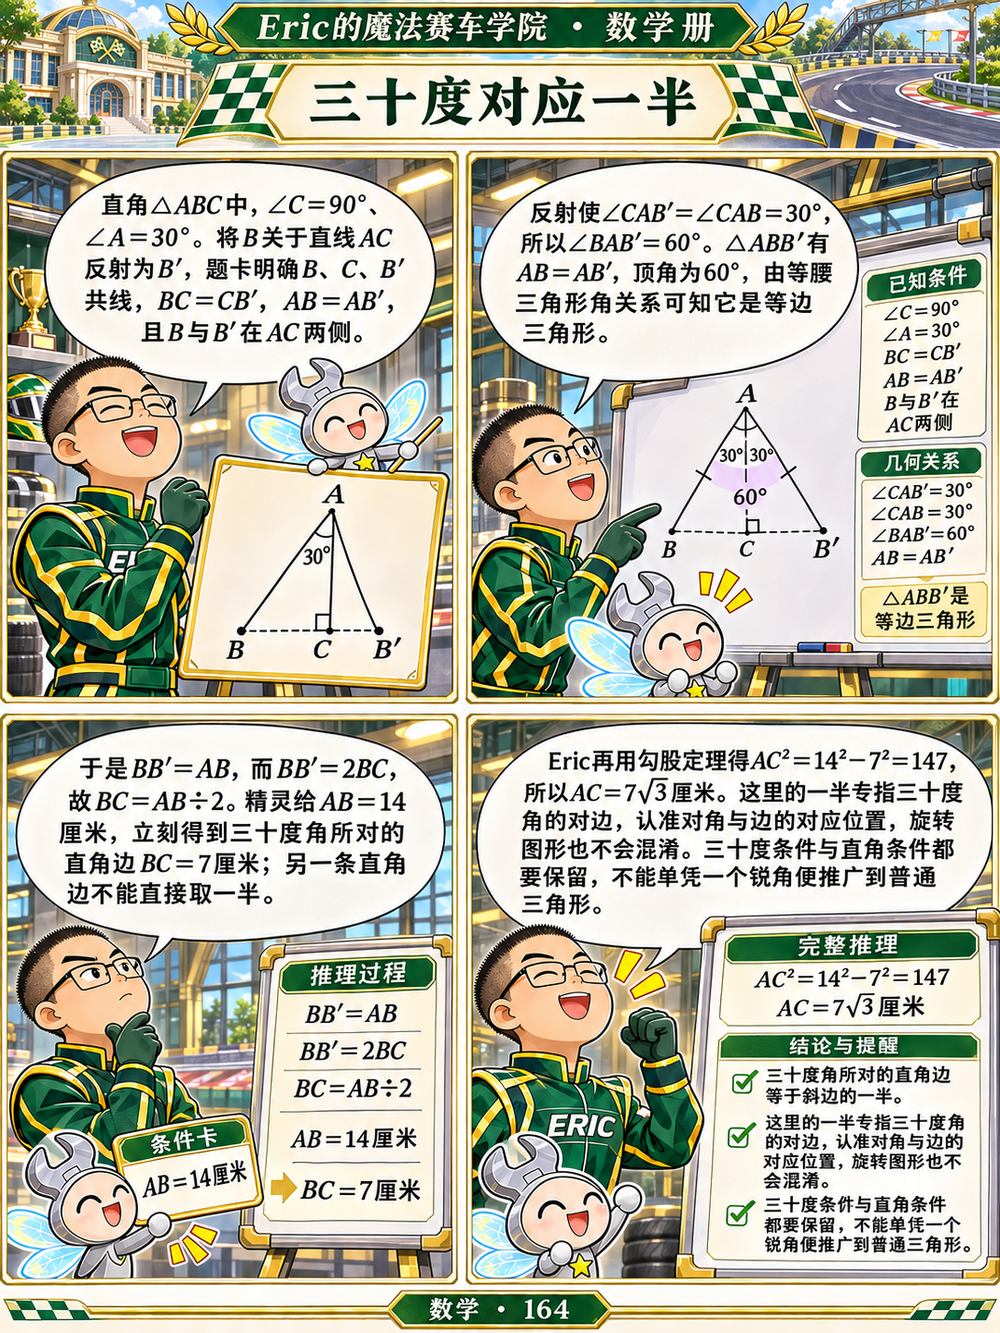 Eric的魔法赛车学院 · 数学册
三十度对应一半
直角△ABC中，∠C=90°、
∠A=30°。将B关于直线AC
反射为B′，题卡明确B、C、B′
共线，BC=CB′，AB=AB′，
且B与B′在AC两侧。
A
30°
B
C
B′
反射使∠CAB′=∠CAB=30°，
所以∠BAB′=60°。△ABB′有
AB=AB′，顶角为60°，由等腰
三角形角关系可知它是等边
三角形。
已知条件
∠C=90°
∠A=30°
BC=CB′
AB=AB′
B与B′在
AC两侧
几何关系
∠CAB′=30°
∠CAB=30°
∠BAB′=60°
AB=AB′
△ABB′是
等边三角形
A
30° 30°
60°
B
C
B′
于是BB′=AB，而BB′=2BC，
故BC=AB÷2。精灵给AB=14
厘米，立刻得到三十度角所对的
直角边BC=7厘米；另一条直角
边不能直接取一半。
推理过程
BB′=AB
BB′=2BC
BC=AB÷2
AB=14厘米
BC=7厘米
条件卡
AB=14厘米
Eric再用勾股定理得AC²=14²−7²=147，
所以AC=7√3厘米。这里的一半专指三十度
角的对边，认准对角与边的对应位置，旋转
图形也不会混淆。三十度条件与直角条件都
要保留，不能单凭一个锐角便推广到普通
三角形。
ERIC
完整推理
AC²=14²−7²=147
AC=7√3厘米
结论与提醒
三十度角所对的直角边
等于斜边的一半。
这里的一半专指三十度角
的对边，认准对角与边的
对应位置，旋转图形也不
会混淆。
三十度条件与直角条件
都要保留，不能单凭一个
锐角便推广到普通三角形。
数学 · 164